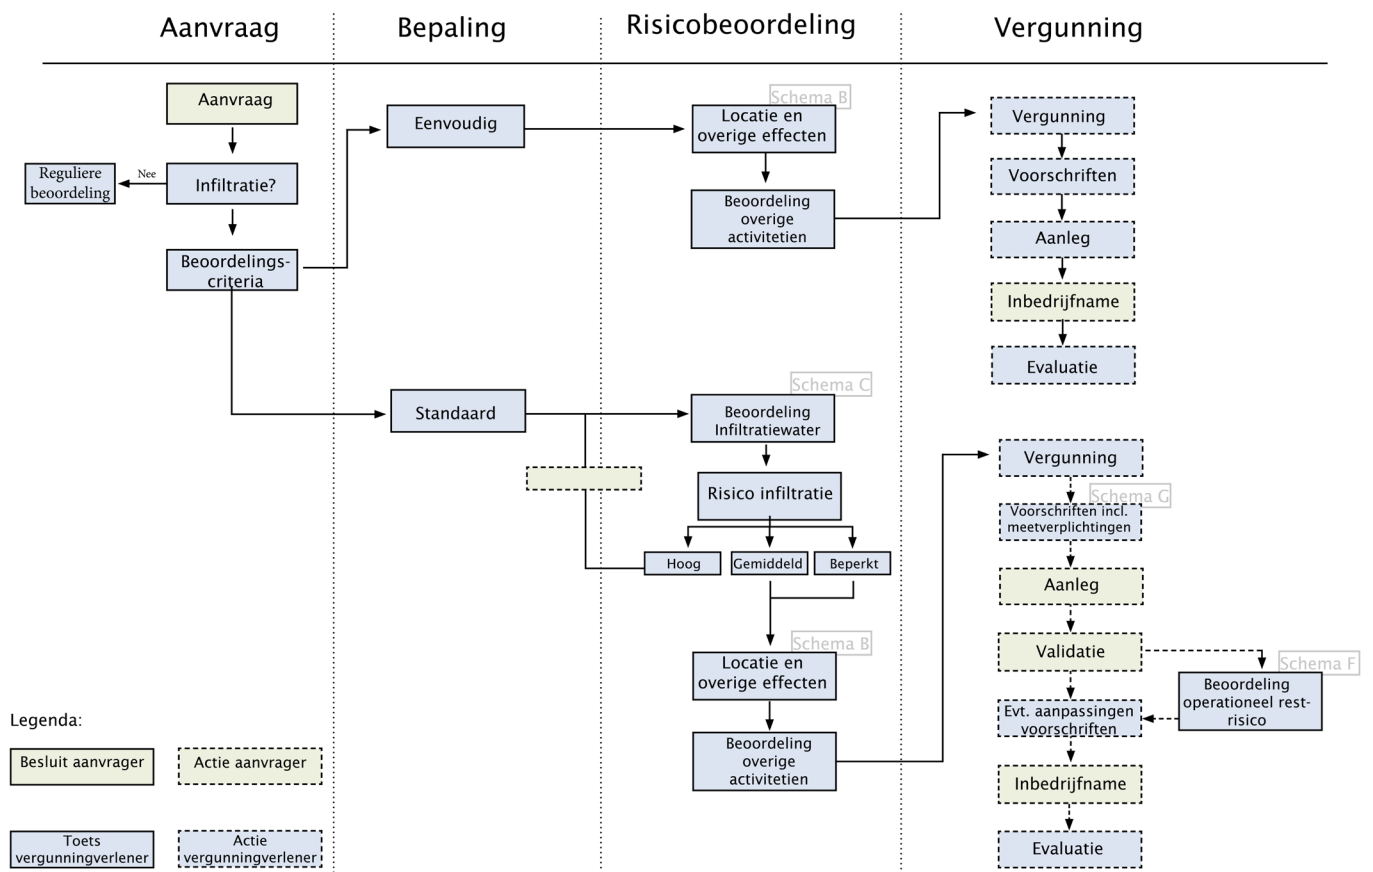 Aanvraag
Bepaling
Risicobeoordeling
Vergunning
Aanvraag
Infiltratie?
Nee
Reguliere
beoordeling
Beoordelings-
criteria
Eenvoudig
Schema B
Locatie en
overige effecten
Beoordeling
overige
activitetien
Vergunning
Voorschriften
Aanleg
Inbedrijfname
Evaluatie
Standaard
Schema C
Beoordeling
Infiltratiewater
Risico infiltratie
Hoog
Gemiddeld
Beperkt
Schema B
Locatie en
overige effecten
Beoordeling
overige
activitetien
Vergunning
Schema G
Voorschriften incl.
meetverplichtingen
Aanleg
Validatie
Schema F
Beoordeling
operationeel rest-
risico
Evt. aanpassingen
voorschriften
Inbedrijfname
Evaluatie
Legenda:
Besluit aanvrager
Actie aanvrager
Toets
vergunningverlener
Actie
vergunningverlener